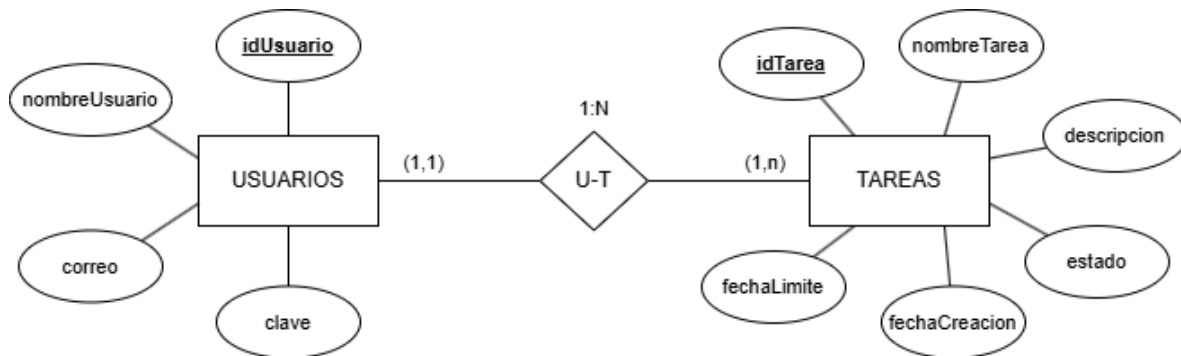 idUsuario
nombreUsuario
USUARIOS
correo
clave
(1,1)
1:N
U-T
(1,n)
idTarea
nombreTarea
descripcion
TAREAS
estado
fechaLimite
fechaCreacion